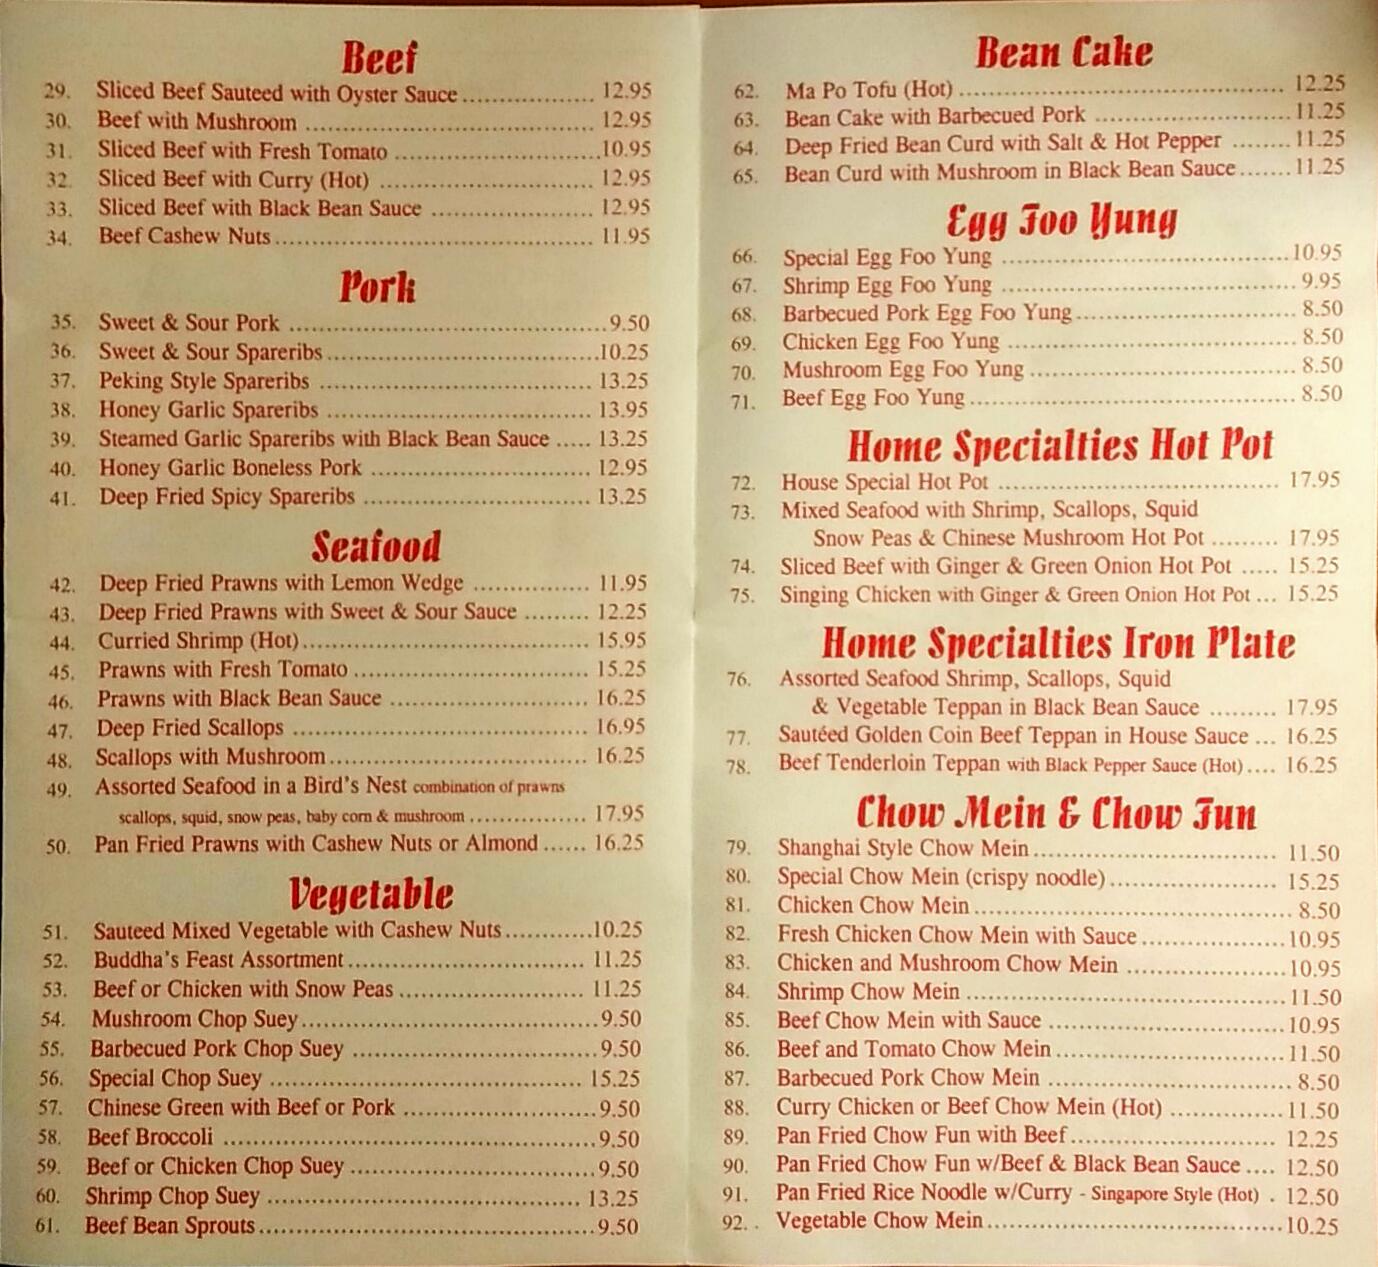 Beef
29. Sliced Beef Sauteed with Oyster Sauce 12.95
30. Beef with Mushroom 12.95
31. Sliced Beef with Fresh Tomato 10.95
32. Sliced Beef with Curry (Hot) 12.95
33. Sliced Beef with Black Bean Sauce 12.95
34. Beef Cashew Nuts 11.95
Pork
35. Sweet & Sour Pork 9.50
36. Sweet & Sour Spareribs 10.25
37. Peking Style Spareribs 13.25
38. Honey Garlic Spareribs 13.95
39. Steamed Garlic Spareribs with Black Bean Sauce 13.25
40. Honey Garlic Boneless Pork 12.95
41. Deep Fried Spicy Spareribs 13.25
Seafood
42. Deep Fried Prawns with Lemon Wedge 11.95
43. Deep Fried Prawns with Sweet & Sour Sauce 12.25
44. Curried Shrimp (Hot) 15.95
45. Prawns with Fresh Tomato 15.25
46. Prawns with Black Bean Sauce 16.25
47. Deep Fried Scallops 16.95
48. Scallops with Mushroom 16.25
49. Assorted Seafood in a Bird's Nest combination of prawns
scallops, squid, snow peas, baby corn & mushroom 17.95
50. Pan Fried Prawns with Cashew Nuts or Almond 16.25
Vegetable
51. Sauteed Mixed Vegetable with Cashew Nuts 10.25
52. Buddha's Feast Assortment 11.25
53. Beef or Chicken with Snow Peas 11.25
54. Mushroom Chop Suey 9.50
55. Barbecued Pork Chop Suey 9.50
56. Special Chop Suey 15.25
57. Chinese Green with Beef or Pork 9.50
58. Beef Broccoli 9.50
59. Beef or Chicken Chop Suey 9.50
60. Shrimp Chop Suey 13.25
61. Beef Bean Sprouts 9.50
Bean Cake
62. Ma Po Tofu (Hot) 12.25
63. Bean Cake with Barbecued Pork 11.25
64. Deep Fried Bean Curd with Salt & Hot Pepper 11.25
65. Bean Curd with Mushroom in Black Bean Sauce 11.25
Egg Foo Yung
66. Special Egg Foo Yung 10.95
67. Shrimp Egg Foo Yung 9.95
68. Barbecued Pork Egg Foo Yung 8.50
69. Chicken Egg Foo Yung 8.50
70. Mushroom Egg Foo Yung 8.50
71. Beef Egg Foo Yung 8.50
Home Specialties Hot Pot
72. House Special Hot Pot 17.95
73. Mixed Seafood with Shrimp, Scallops, Squid
Snow Peas & Chinese Mushroom Hot Pot 17.95
74. Sliced Beef with Ginger & Green Onion Hot Pot 15.25
75. Singing Chicken with Ginger & Green Onion Hot Pot 15.25
Home Specialties Iron Plate
76. Assorted Seafood Shrimp, Scallops, Squid
& Vegetable Teppan in Black Bean Sauce 17.95
77. Sautéed Golden Coin Beef Teppan in House Sauce 16.25
78. Beef Tenderloin Teppan with Black Pepper Sauce (Hot) 16.25
Chow Mein & Chow Fun
79. Shanghai Style Chow Mein 11.50
80. Special Chow Mein (crispy noodle) 15.25
81. Chicken Chow Mein 8.50
82. Fresh Chicken Chow Mein with Sauce 10.95
83. Chicken and Mushroom Chow Mein 10.95
84. Shrimp Chow Mein 11.50
85. Beef Chow Mein with Sauce 10.95
86. Beef and Tomato Chow Mein 11.50
87. Barbecued Pork Chow Mein 8.50
88. Curry Chicken or Beef Chow Mein (Hot) 11.50
89. Pan Fried Chow Fun with Beef 12.25
90. Pan Fried Chow Fun w/Beef & Black Bean Sauce 12.50
91. Pan Fried Rice Noodle w/Curry - Singapore Style (Hot) 12.50
92. . Vegetable Chow Mein 10.25